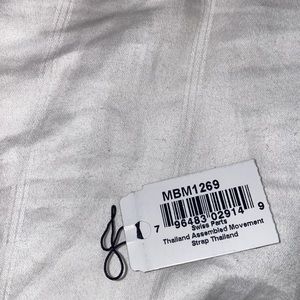 MBM1269
7 96483 02914 9
Swiss Parts
Thailand Assembled Movement
Strap Thailand